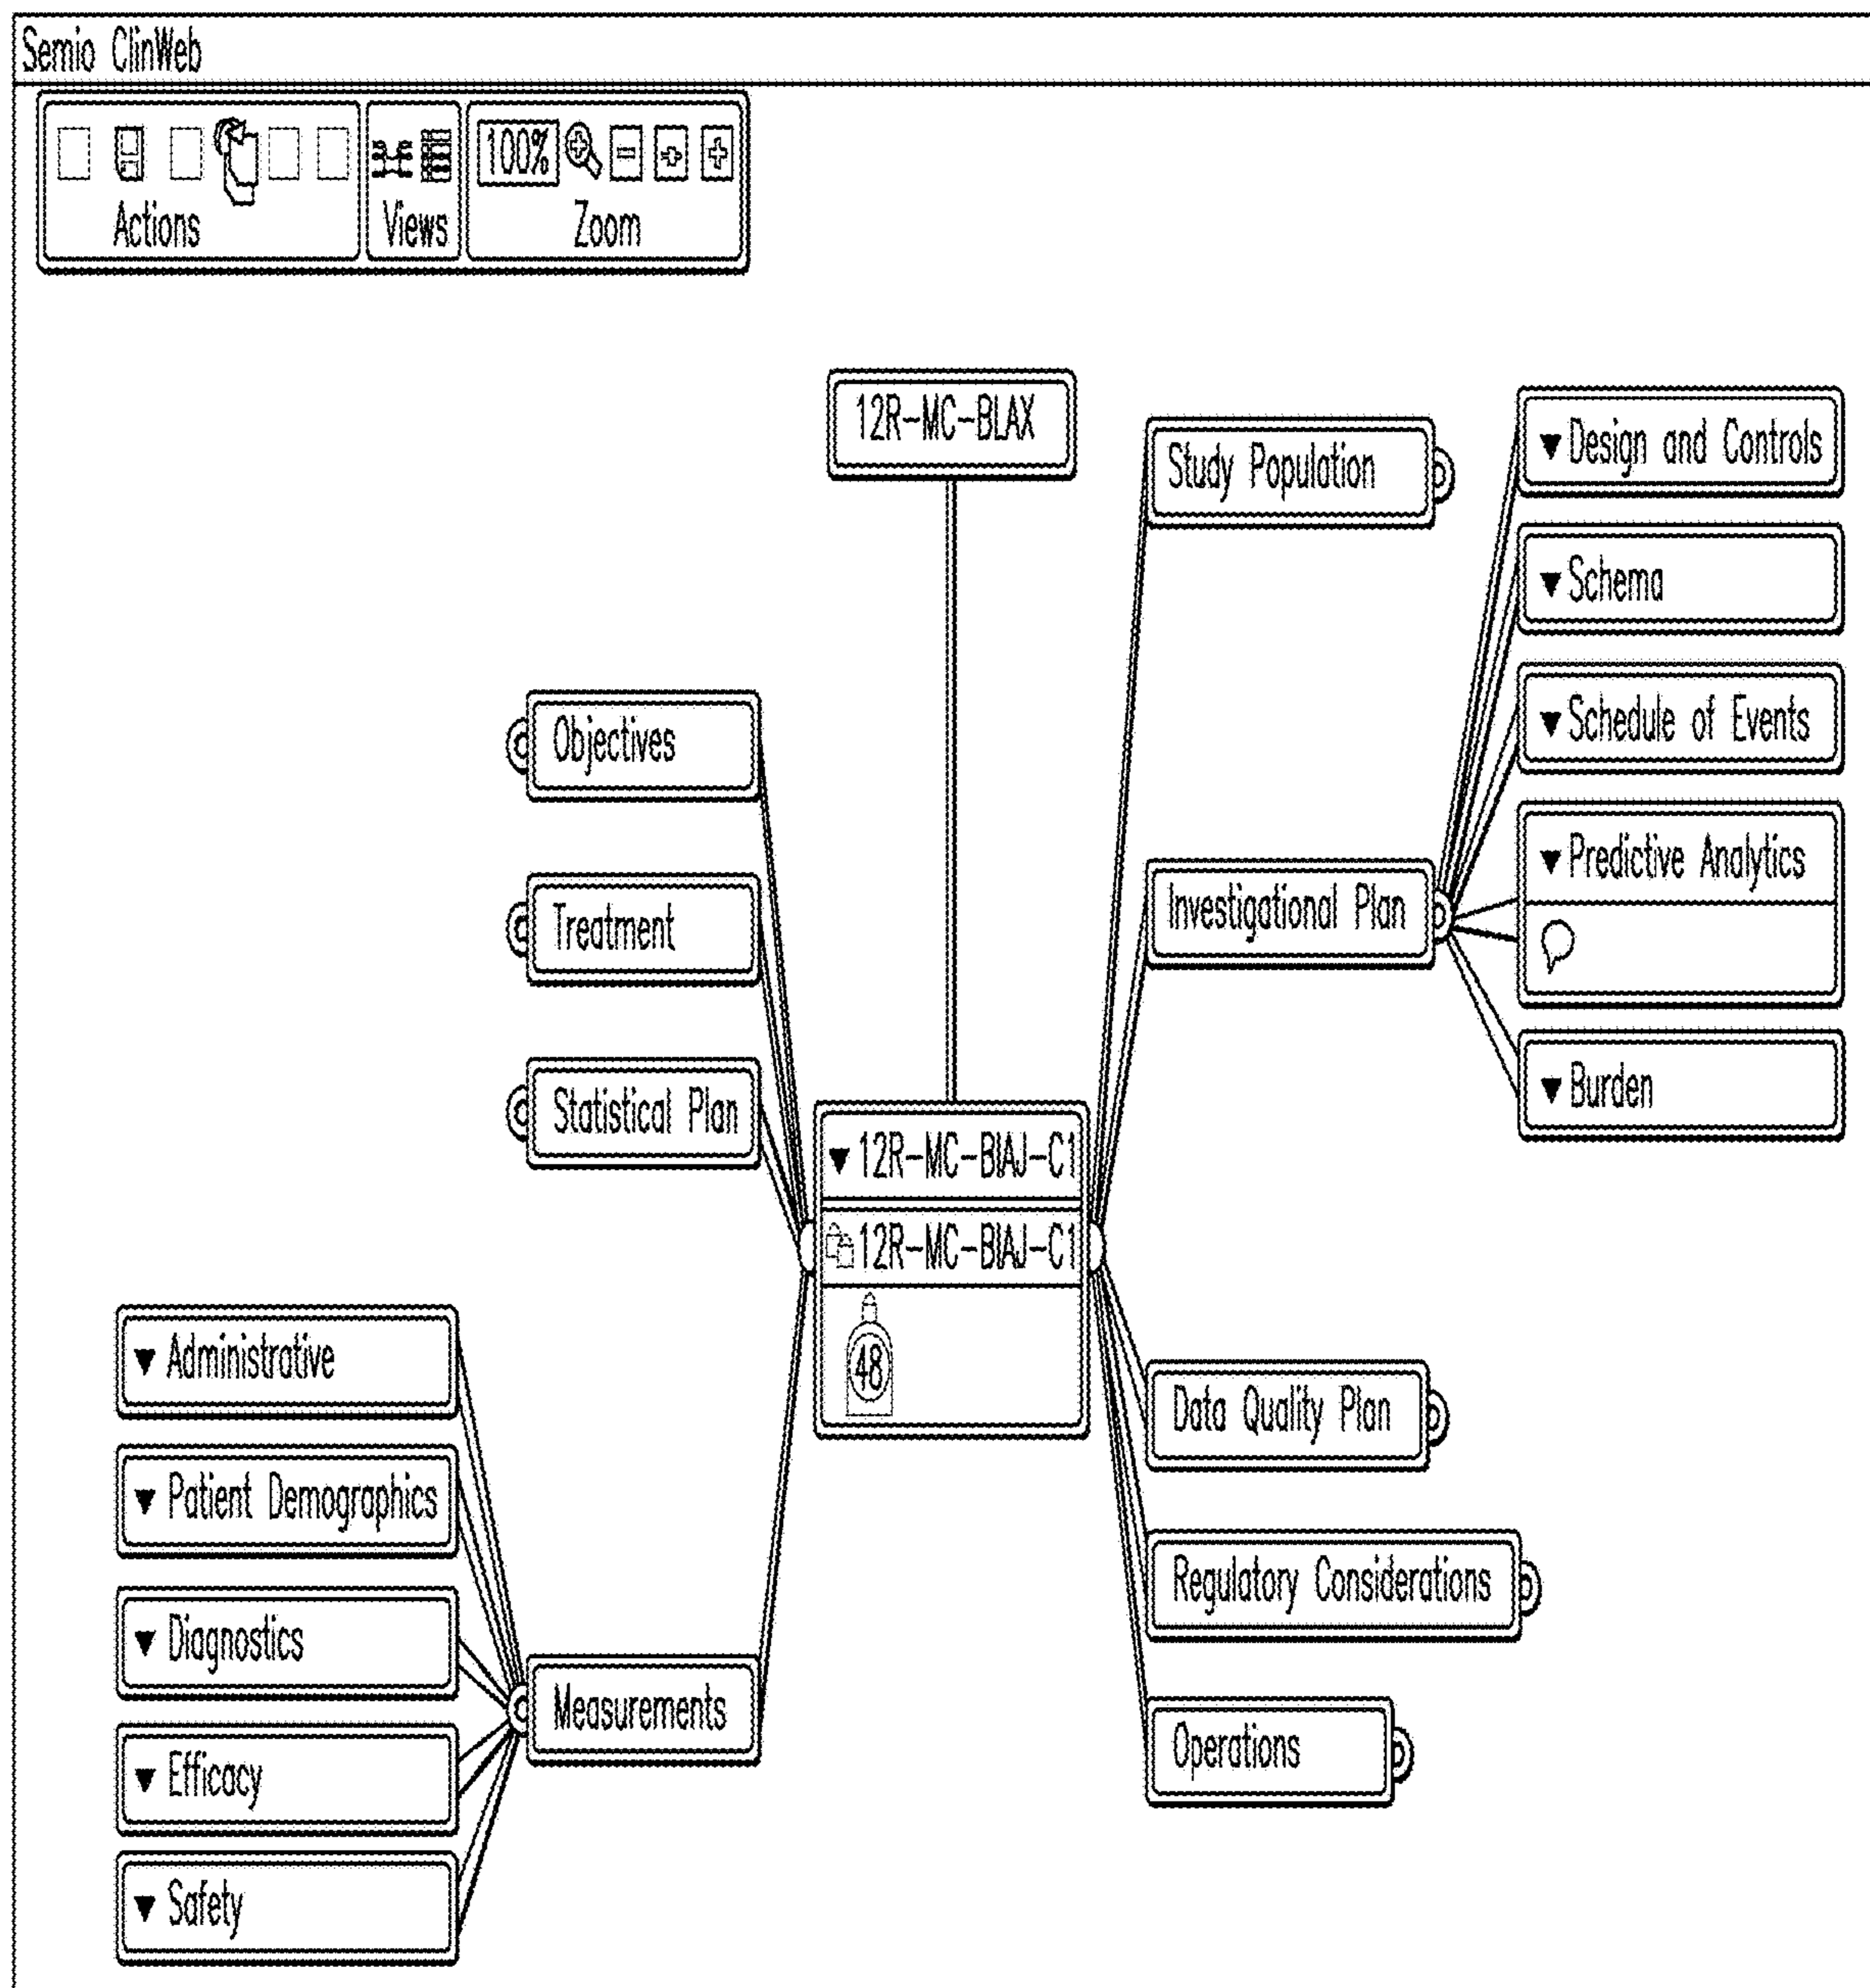 Semio ClinWeb
100%
Actions
Views
Zoom
12R-MC-BLAX
Study Population
Design and Controls
Schema
Schedule of Events
Predictive Analytics
Burden
Investigational Plan
Objectives
Treatment
Statistical Plan
12R-MC-BIAJ-C1
12R-MC-BIAJ-C1
48
Administrative
Patient Demographics
Diagnostics
Efficacy
Safety
Measurements
Data Quality Plan
Regulatory Considerations
Operations